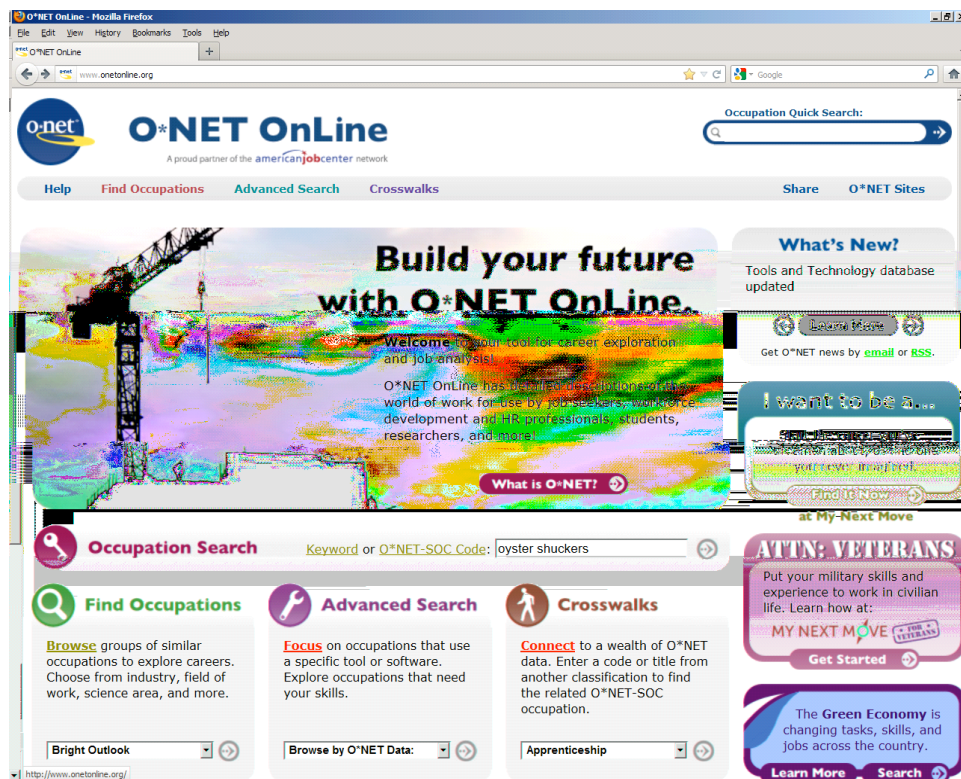 O*NET OnLine - Mozilla Firefox
File Edit View History Bookmarks Tools Help
O*NET OnLine
www.onetonline.org
Google
o·net
O*NET OnLine
A proud partner of the americanjobcenter network
Occupation Quick Search:
Help Find Occupations Advanced Search Crosswalks Share O*NET Sites
Build your future
with O*NET OnLine.
Welcome to your tool for career exploration
and job analysis!
O*NET OnLine has detailed descriptions of the
world of work for use by job seekers, workforce
development and HR professionals, students,
researchers, and more!
What is O*NET?
What's New?
Tools and Technology database
updated
Learn More
Get O*NET news by email or RSS.
I want to be a...
you never imagined.
Find It Now
at My Next Move
Occupation Search Keyword or O*NET-SOC Code: oyster shuckers
ATTN: VETERANS
Put your military skills and
experience to work in civilian
life. Learn how at:
MY NEXT MOVE FOR VETERANS
Get Started
Find Occupations
Browse groups of similar
occupations to explore careers.
Choose from industry, field of
work, science area, and more.
Bright Outlook
Advanced Search
Focus on occupations that use
a specific tool or software.
Explore occupations that need
your skills.
Browse by O*NET Data:
Crosswalks
Connect to a wealth of O*NET
data. Enter a code or title from
another classification to find
the related O*NET-SOC
occupation.
Apprenticeship
The Green Economy is
changing tasks, skills, and
jobs across the country.
Learn More Search
http://www.onetonline.org/